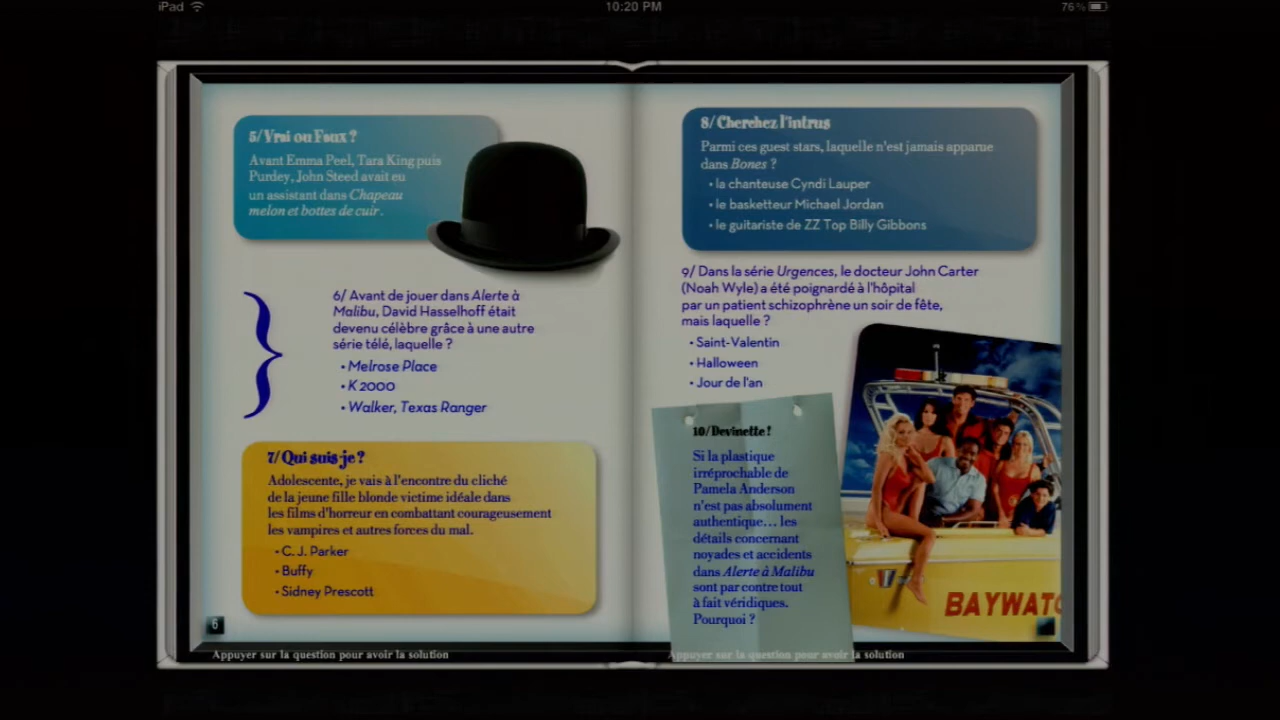 iPad
10:20 PM
76%
5/ Vrai ou Faux ?
Avant Emma Peel, Tara King puis
Purdey, John Steed avait eu
un assistant dans Chapeau
melon et bottes de cuir.
6/ Avant de jouer dans Alerte à
Malibu, David Hasselhoff était
devenu célèbre grâce à une autre
série télé, laquelle ?
• Melrose Place
• K 2000
• Walker, Texas Ranger
7/ Qui suis-je ?
Adolescente, je vais à l'encontre du cliché
de la jeune fille blonde victime idéale dans
les films d'horreur en combattant courageusement
les vampires et autres forces du mal.
• C. J. Parker
• Buffy
• Sidney Prescott
6
Appuyer sur la question pour avoir la solution
8/ Cherchez l'intrus
Parmi ces guest stars, laquelle n'est jamais apparue
dans Bones ?
• la chanteuse Cyndi Lauper
• le basketteur Michael Jordan
• le guitariste de ZZ Top Billy Gibbons
9/ Dans la série Urgences, le docteur John Carter
(Noah Wyle) a été poignardé à l'hôpital
par un patient schizophrène un soir de fête,
mais laquelle ?
• Saint-Valentin
• Halloween
• Jour de l'an
10/ Devinette !
Si la plastique
irréprochable de
Pamela Anderson
n'est pas absolument
authentique... les
détails concernant
noyades et accidents
dans Alerte à Malibu
sont par contre tout
à fait véridiques.
Pourquoi ?
BAYWATC
Appuyer sur la question pour avoir la solution